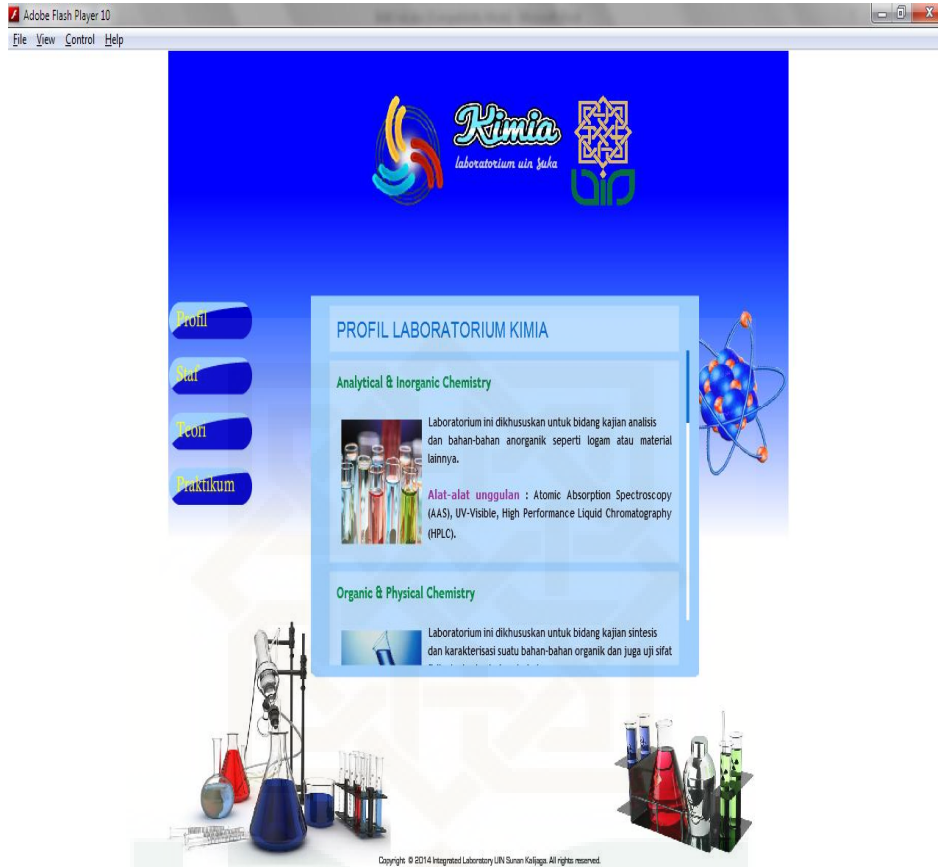 Adobe Flash Player 10
File View Control Help
Kimia
laboratorium uin suka
uin
Profil
Staf
Teori
Praktikum
PROFIL LABORATORIUM KIMIA
Analytical & Inorganic Chemistry
Laboratorium ini dikhususkan untuk bidang kajian analisis
dan bahan-bahan anorganik seperti logam atau material
lainnya.
Alat-alat unggulan : Atomic Absorption Spectroscopy
(AAS), UV-Visible, High Performance Liquid Chromatography
(HPLC).
Organic & Physical Chemistry
Laboratorium ini dikhususkan untuk bidang kajian sintesis
dan karakterisasi suatu bahan-bahan organik dan juga uji sifat
Copyright © 2014 Integrated Laboratory UIN Sunan Kalijaga. All rights reserved.